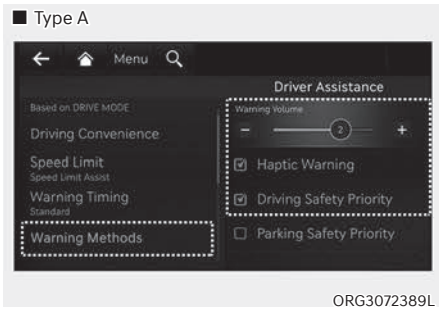 ■ Type A
Menu
Driver Assistance
Based on DRIVE MODE
Driving Convenience
Speed Limit
Speed Limit Assist
Warning Timing
Standard
Warning Methods
Warning Volume
− 2 +
Haptic Warning
Driving Safety Priority
Parking Safety Priority
ORG3072389L